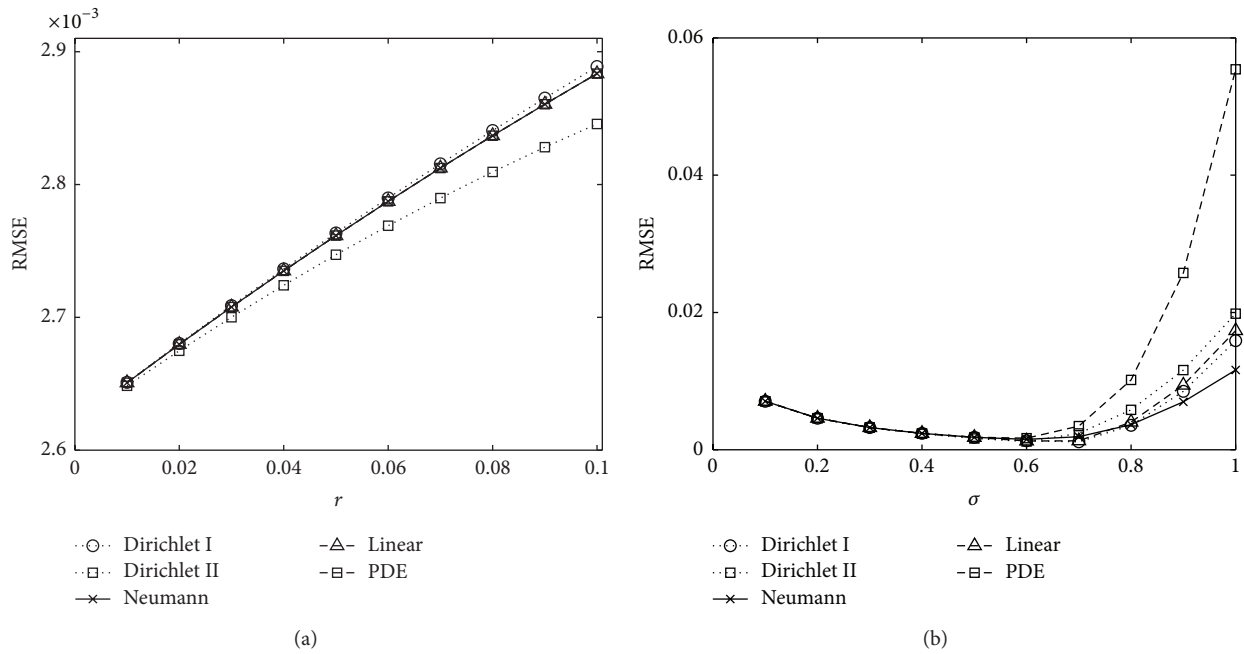 ×10⁻³
2.9
2.8
2.7
2.6
RMSE
0
0.02
0.04
0.06
0.08
0.1
r
Dirichlet I
Dirichlet II
Neumann
Linear
PDE
(a)
0.06
0.04
0.02
0
RMSE
0
0.2
0.4
0.6
0.8
1
σ
Dirichlet I
Dirichlet II
Neumann
Linear
PDE
(b)